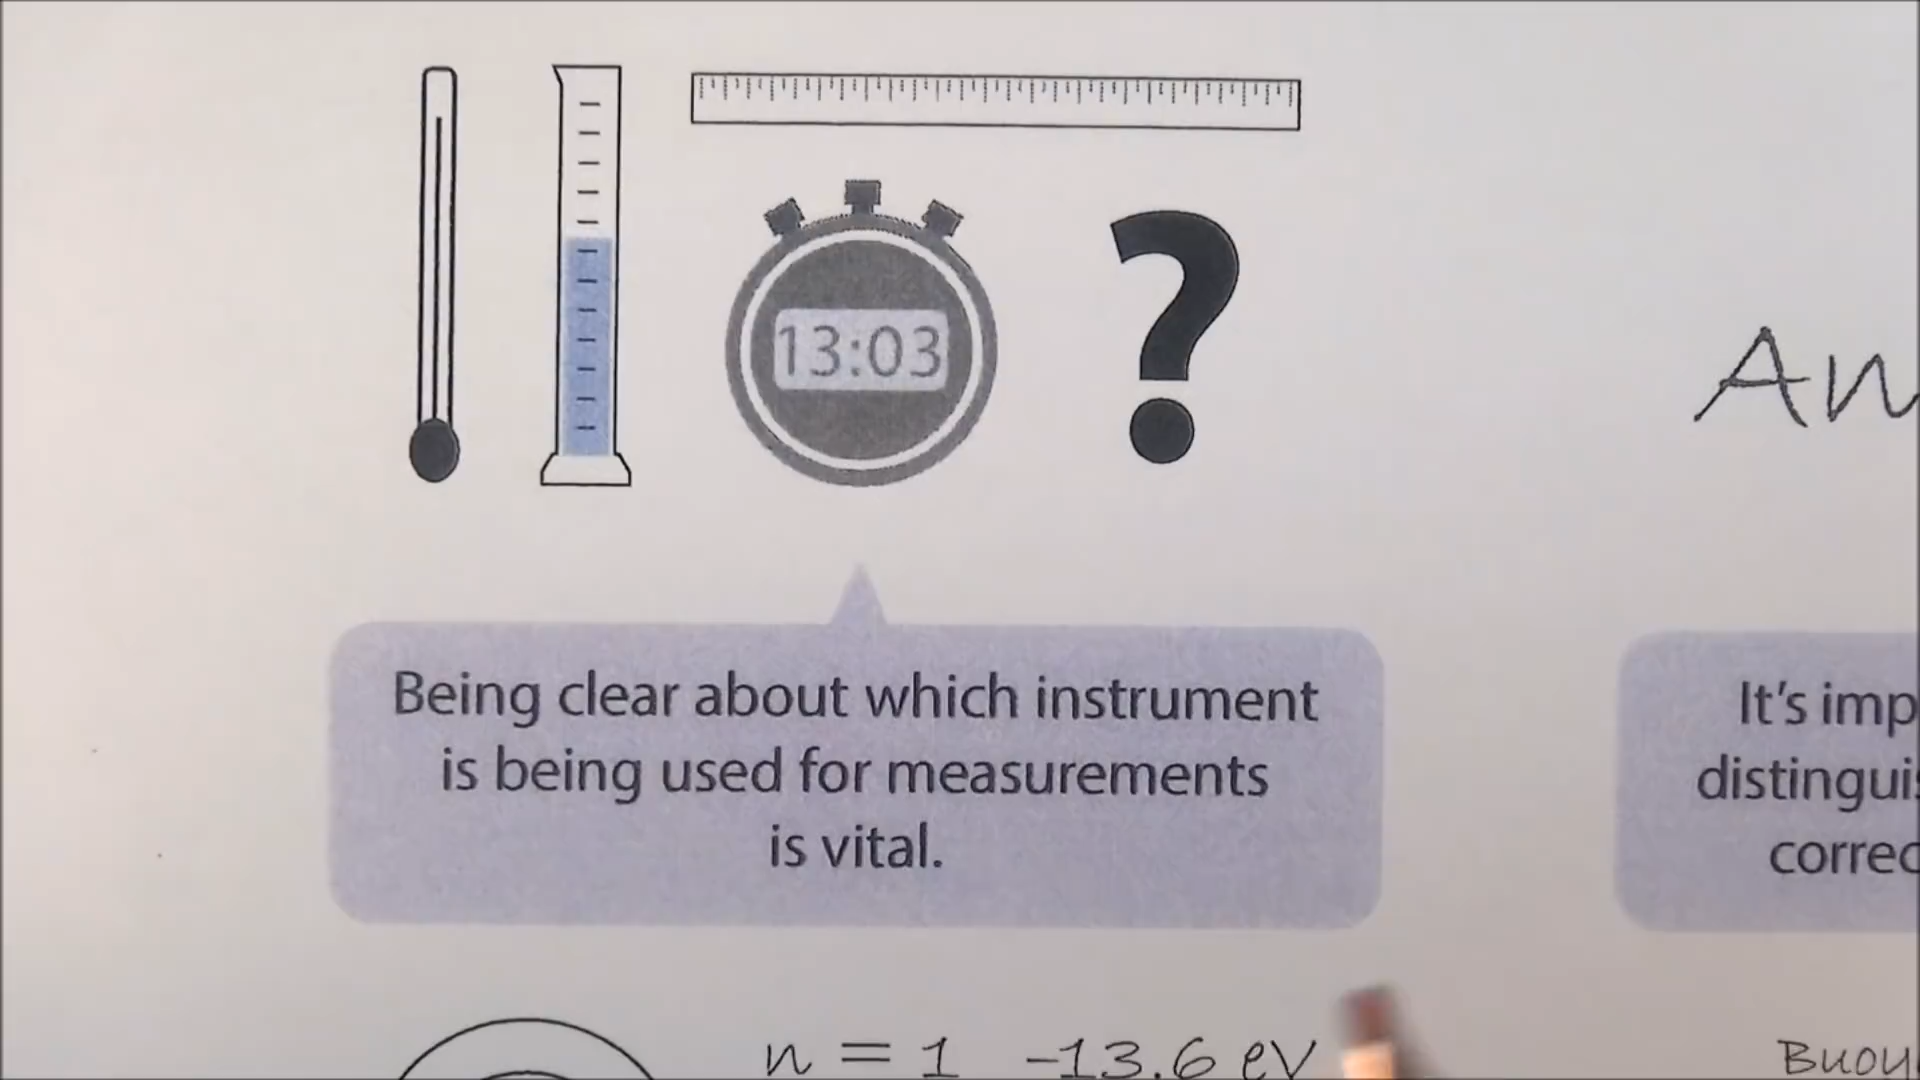 13:03
An
Being clear about which instrument
is being used for measurements
is vital.
It's imp
distingui
correc
n = 1 -13.6 eV
Buoy